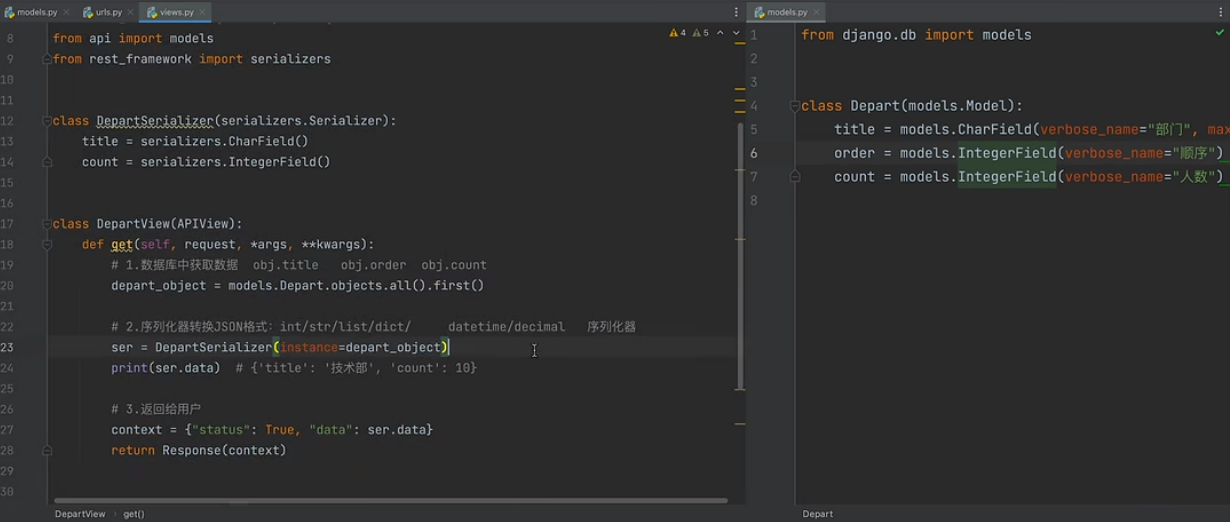 models.py
urls.py
views.py
4
5
8 from api import models
9 from rest_framework import serializers
10
11
12 class DepartSerializer(serializers.Serializer):
13 title = serializers.CharField()
14 count = serializers.IntegerField()
15
16
17 class DepartView(APIView):
18 def get(self, request, *args, **kwargs):
19 # 1.数据库中获取数据 obj.title obj.order obj.count
20 depart_object = models.Depart.objects.all().first()
21
22 # 2.序列化器转换JSON格式：int/str/list/dict/ datetime/decimal 序列化器
23 ser = DepartSerializer(instance=depart_object)
24 print(ser.data) # {'title': '技术部', 'count': 10}
25
26 # 3.返回给用户
27 context = {"status": True, "data": ser.data}
28 return Response(context)
29
30
DepartView
get()
models.py
1 from django.db import models
2
3
4 class Depart(models.Model):
5 title = models.CharField(verbose_name="部门", max
6 order = models.IntegerField(verbose_name="顺序")
7 count = models.IntegerField(verbose_name="人数")
8
Depart